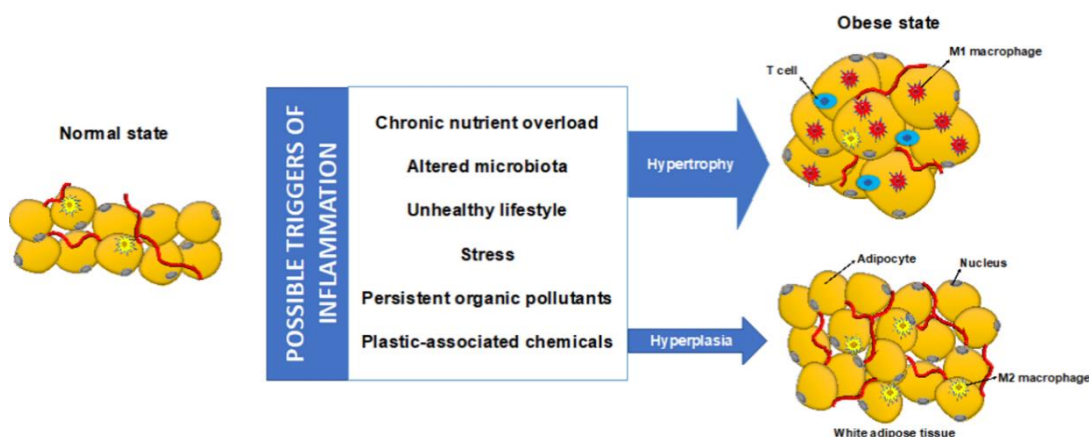 Obese state
M1 macrophage
T cell
Normal state
POSSIBLE TRIGGERS OF
INFLAMMATION
Chronic nutrient overload
Altered microbiota
Unhealthy lifestyle
Stress
Persistent organic pollutants
Plastic-associated chemicals
Hypertrophy
Hyperplasia
Adipocyte
Nucleus
M2 macrophage
White adipose tissue